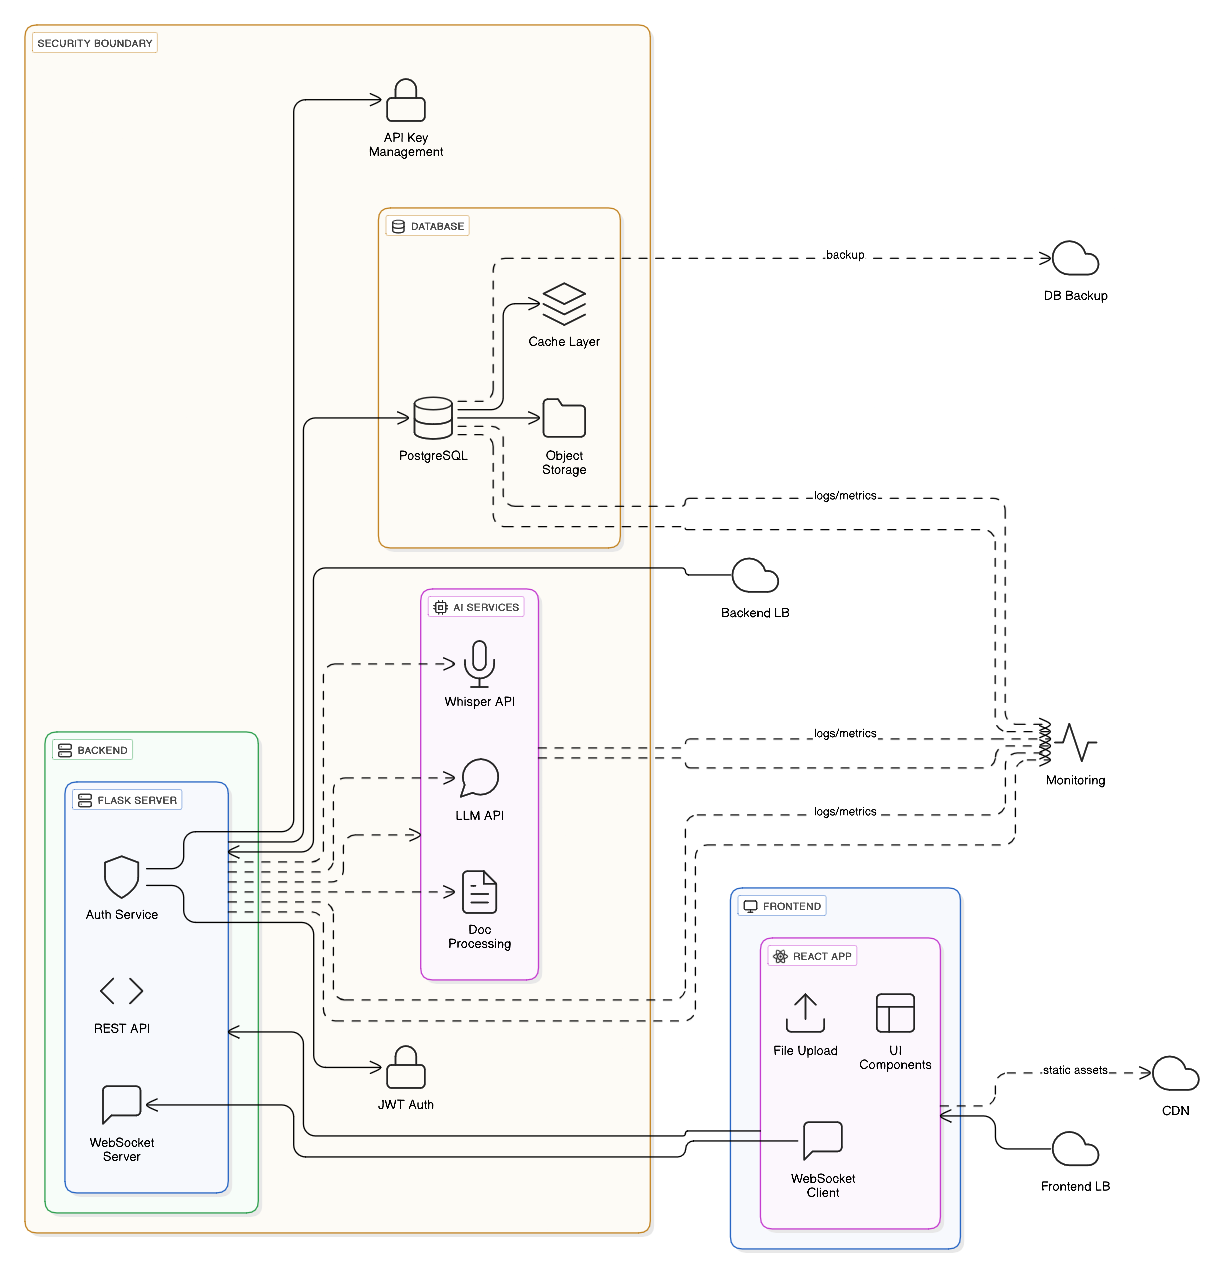 SECURITY BOUNDARY
API Key
Management
DATABASE
backup
DB Backup
Cache Layer
PostgreSQL
Object
Storage
logs/metrics
Backend LB
AI SERVICES
Whisper API
logs/metrics
Monitoring
LLM API
logs/metrics
Doc
Processing
BACKEND
FLASK SERVER
Auth Service
REST API
WebSocket
Server
JWT Auth
FRONTEND
REACT APP
File Upload
UI
Components
WebSocket
Client
static assets
CDN
Frontend LB